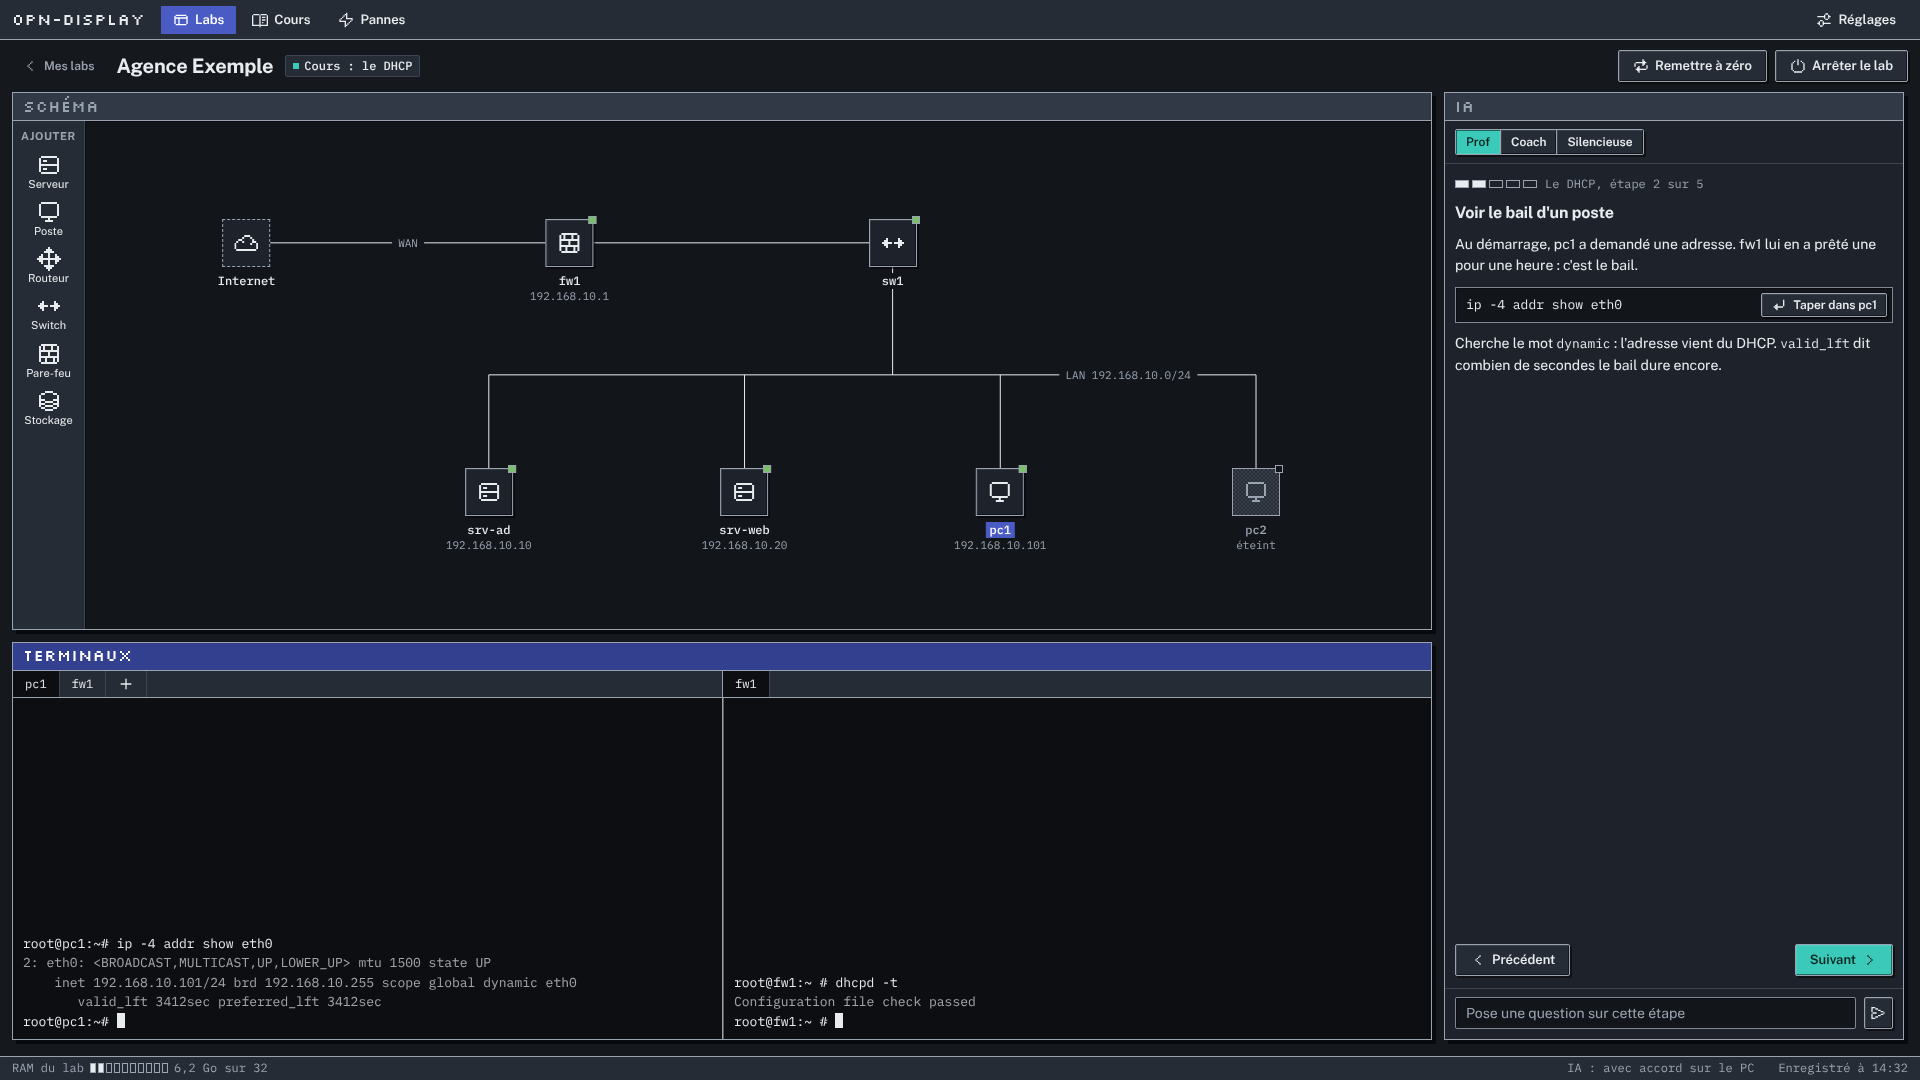 OPN-DISPLAY
Labs
Cours
Pannes
Réglages
Mes labs
Agence Exemple
Cours : le DHCP
Remettre à zéro
Arrêter le lab
SCHÉMA
AJOUTER
Serveur
Poste
Routeur
Switch
Pare-feu
Stockage
Internet
WAN
fw1
192.168.10.1
sw1
LAN 192.168.10.0/24
srv-ad
192.168.10.10
srv-web
192.168.10.20
pc1
192.168.10.101
pc2
éteint
TERMINAUX
pc1
fw1
root@pc1:~# ip -4 addr show eth0
2: eth0: <BROADCAST,MULTICAST,UP,LOWER_UP> mtu 1500 state UP
inet 192.168.10.101/24 brd 192.168.10.255 scope global dynamic eth0
valid_lft 3412sec preferred_lft 3412sec
root@pc1:~#
fw1
root@fw1:~ # dhcpd -t
Configuration file check passed
root@fw1:~ #
IA
Prof
Coach
Silencieuse
Le DHCP, étape 2 sur 5
Voir le bail d'un poste
Au démarrage, pc1 a demandé une adresse. fw1 lui en a prêté une
pour une heure : c'est le bail.
ip -4 addr show eth0
Taper dans pc1
Cherche le mot dynamic : l'adresse vient du DHCP. valid_lft dit
combien de secondes le bail dure encore.
Précédent
Suivant
Pose une question sur cette étape
RAM du lab
6,2 Go sur 32
IA : avec accord sur le PC
Enregistré à 14:32